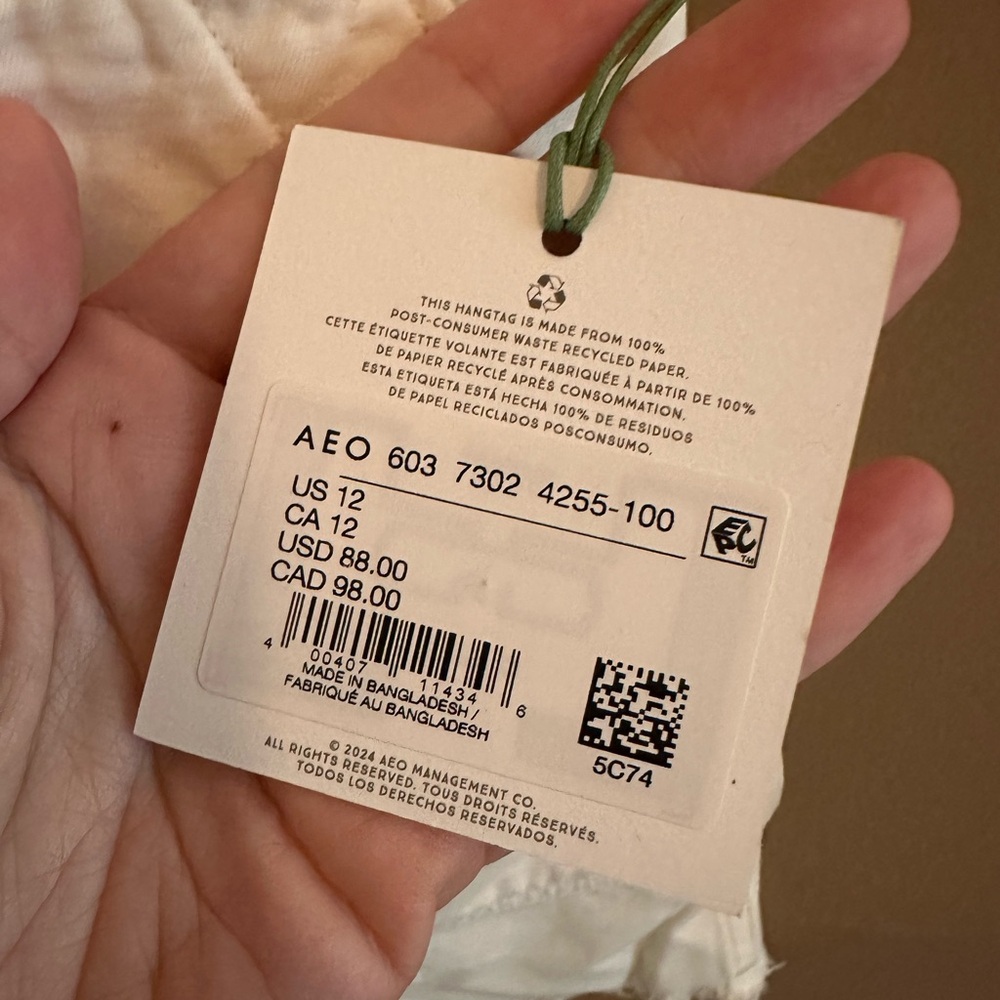 THIS HANGTAG IS MADE FROM 100%
POST-CONSUMER WASTE RECYCLED PAPER.
CETTE ÉTIQUETTE VOLANTE EST FABRIQUÉE À PARTIR DE 100%
DE PAPIER RECYCLÉ APRÈS CONSOMMATION.
ESTA ETIQUETA ESTÁ HECHA 100% DE RESIDUOS
DE PAPEL RECICLADOS POSCONSUMO.
AEO 603 7302 4255-100
EPC™
US 12
CA 12
USD 88.00
CAD 98.00
4 00407 11434 6
MADE IN BANGLADESH /
FABRIQUÉ AU BANGLADESH
5C74
© 2024 AEO MANAGEMENT CO.
ALL RIGHTS RESERVED. TOUS DROITS RÉSERVÉS.
TODOS LOS DERECHOS RESERVADOS.